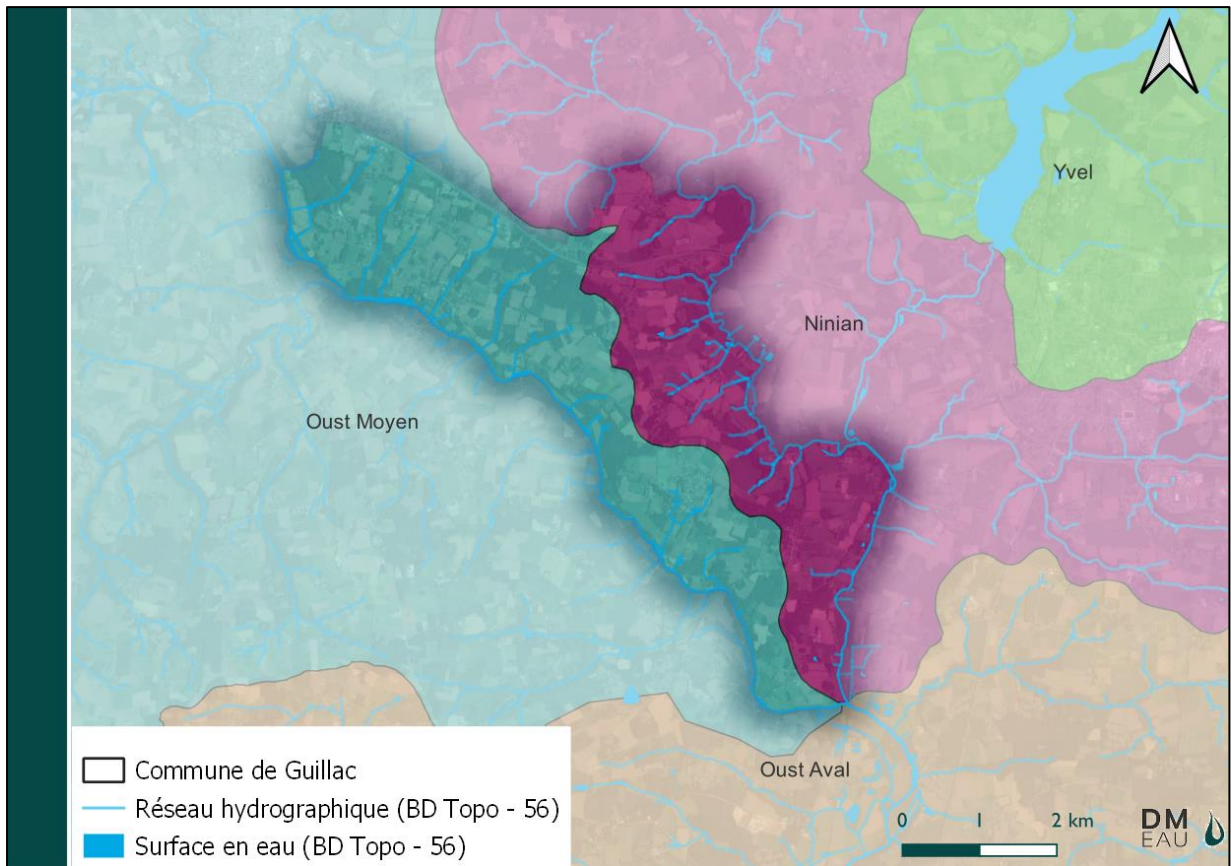 Yvel
Ninian
Oust Moyen
Oust Aval
Commune de Guillac
Réseau hydrographique (BD Topo - 56)
Surface en eau (BD Topo - 56)
0 1 2 km
DM
EAU